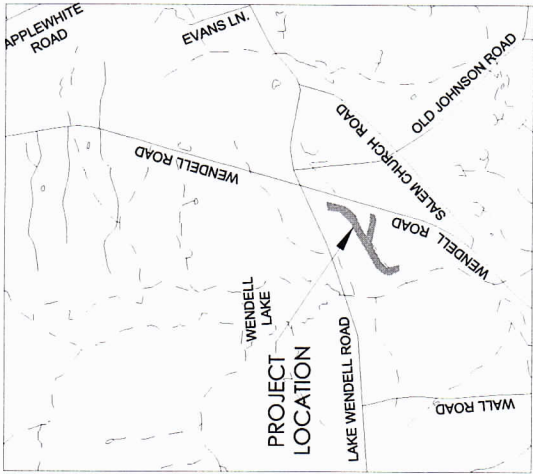 APPLEWHITE
ROAD
EVANS LN.
OLD JOHNSON ROAD
SALEM CHURCH ROAD
WENDELL ROAD
WENDELL ROAD
WENDELL
LAKE
PROJECT
LOCATION
LAKE WENDELL ROAD
WALL ROAD